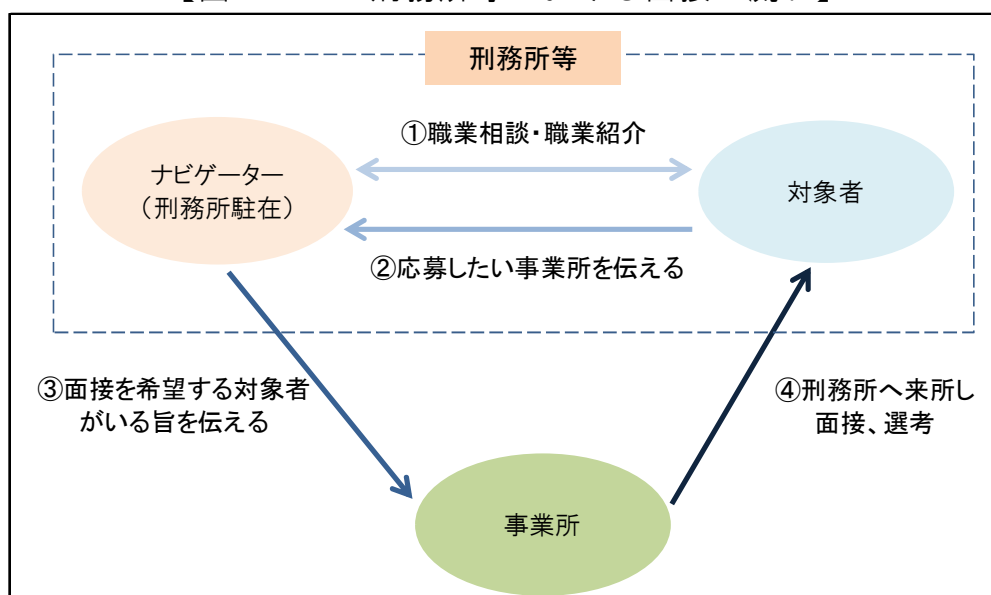 刑務所等
①職業相談・職業紹介
ナビゲーター
（刑務所駐在）
対象者
②応募したい事業所を伝える
③面接を希望する対象者
がいる旨を伝える
④刑務所へ来所し
面接、選考
事業所